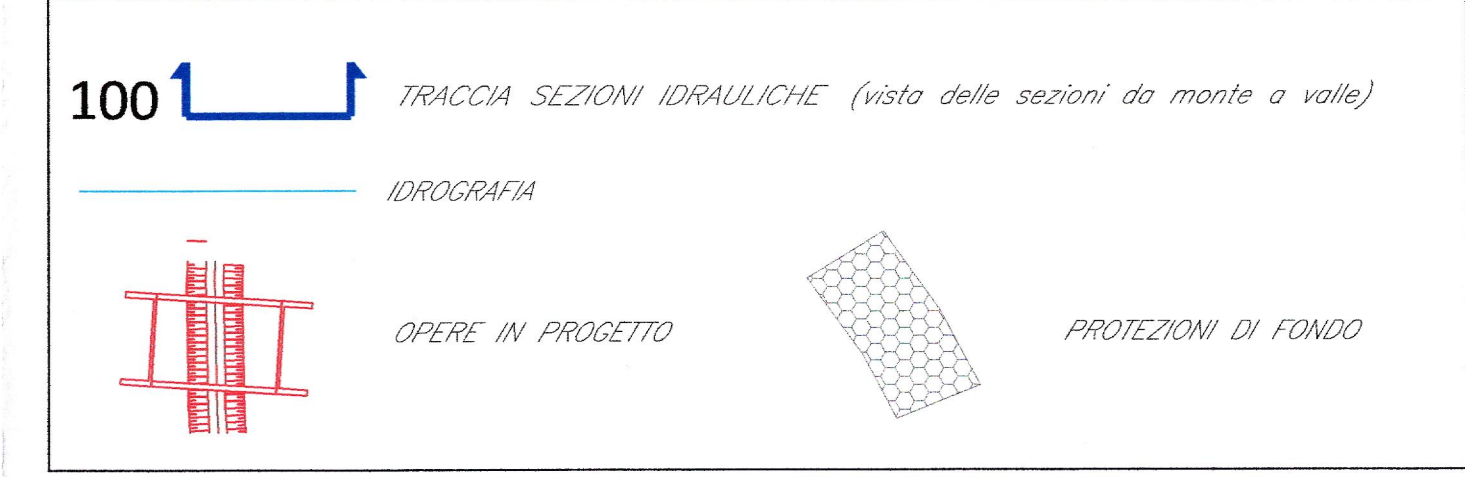 100 TRACCIA SEZIONI IDRAULICHE (vista delle sezioni da monte a valle)
IDROGRAFIA
OPERE IN PROGETTO
PROTEZIONI DI FONDO